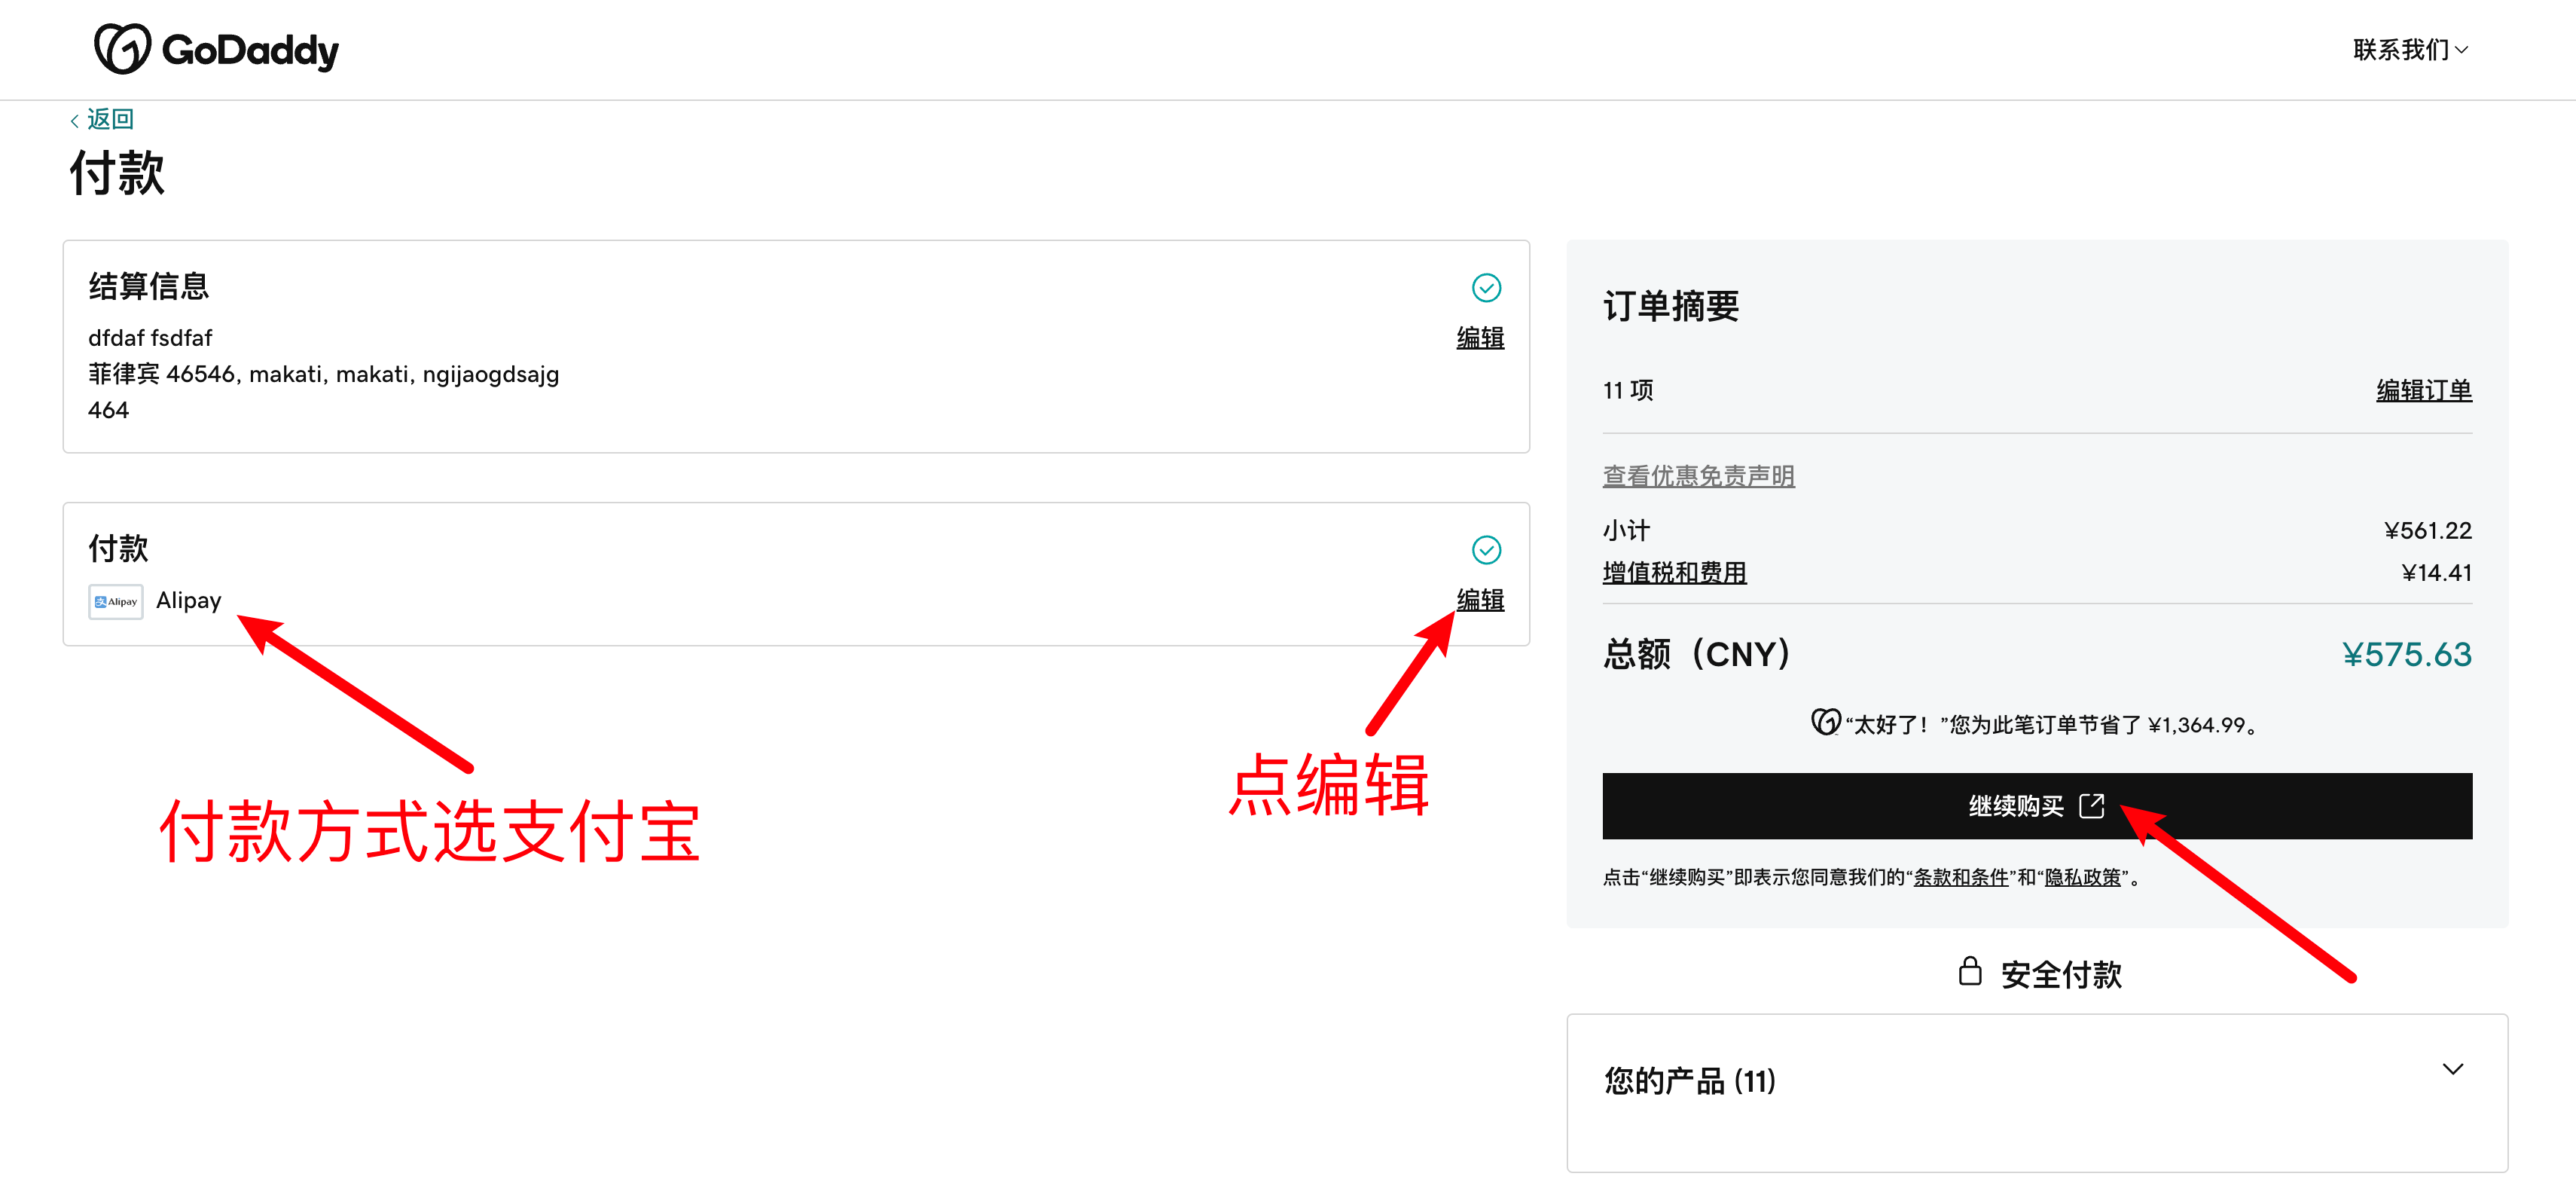 GoDaddy
联系我们
返回
付款
结算信息
dfdaf fsdfaf
编辑
菲律宾 46546, makati, makati, ngijaogdsajg
464
付款
Alipay Alipay
编辑
付款方式选支付宝
点编辑
订单摘要
11 项 编辑订单
查看优惠免责声明
小计 ¥561.22
增值税和费用 ¥14.41
总额（CNY） ¥575.63
“太好了！”您为此笔订单节省了 ¥1,364.99。
继续购买
点击“继续购买”即表示您同意我们的“条款和条件”和“隐私政策”。
安全付款
您的产品 (11)